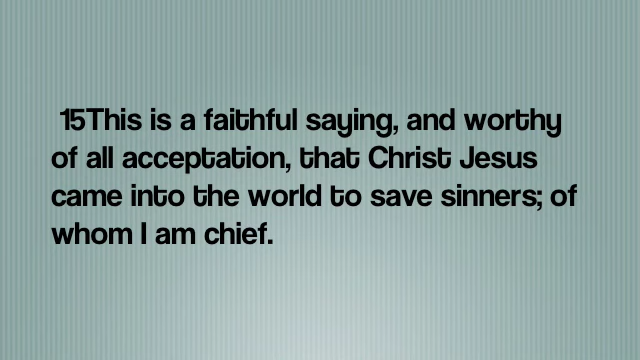 15This is a faithful saying, and worthy
of all acceptation, that Christ Jesus
came into the world to save sinners; of
whom I am chief.